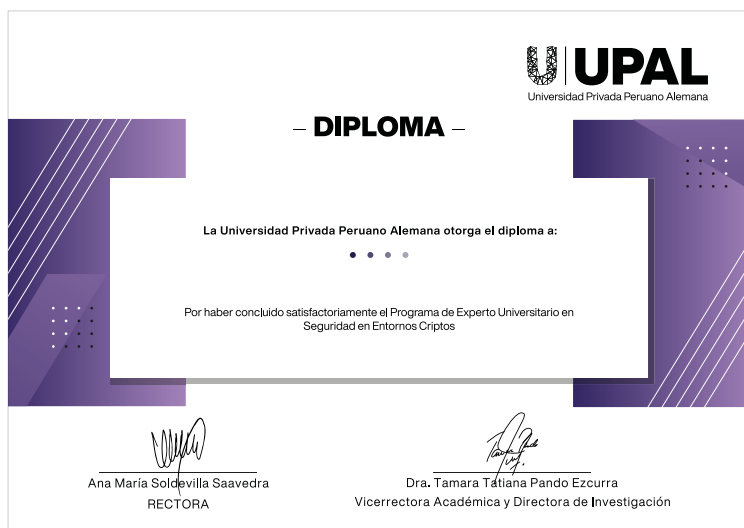 UPAL
Universidad Privada Peruano Alemana
– DIPLOMA –
La Universidad Privada Peruano Alemana otorga el diploma a:
Por haber concluido satisfactoriamente el Programa de Experto Universitario en
Seguridad en Entornos Criptos
Ana María Soldevilla Saavedra
RECTORA
Dra. Tamara Tatiana Pando Ezcurra
Vicerrectora Académica y Directora de Investigación